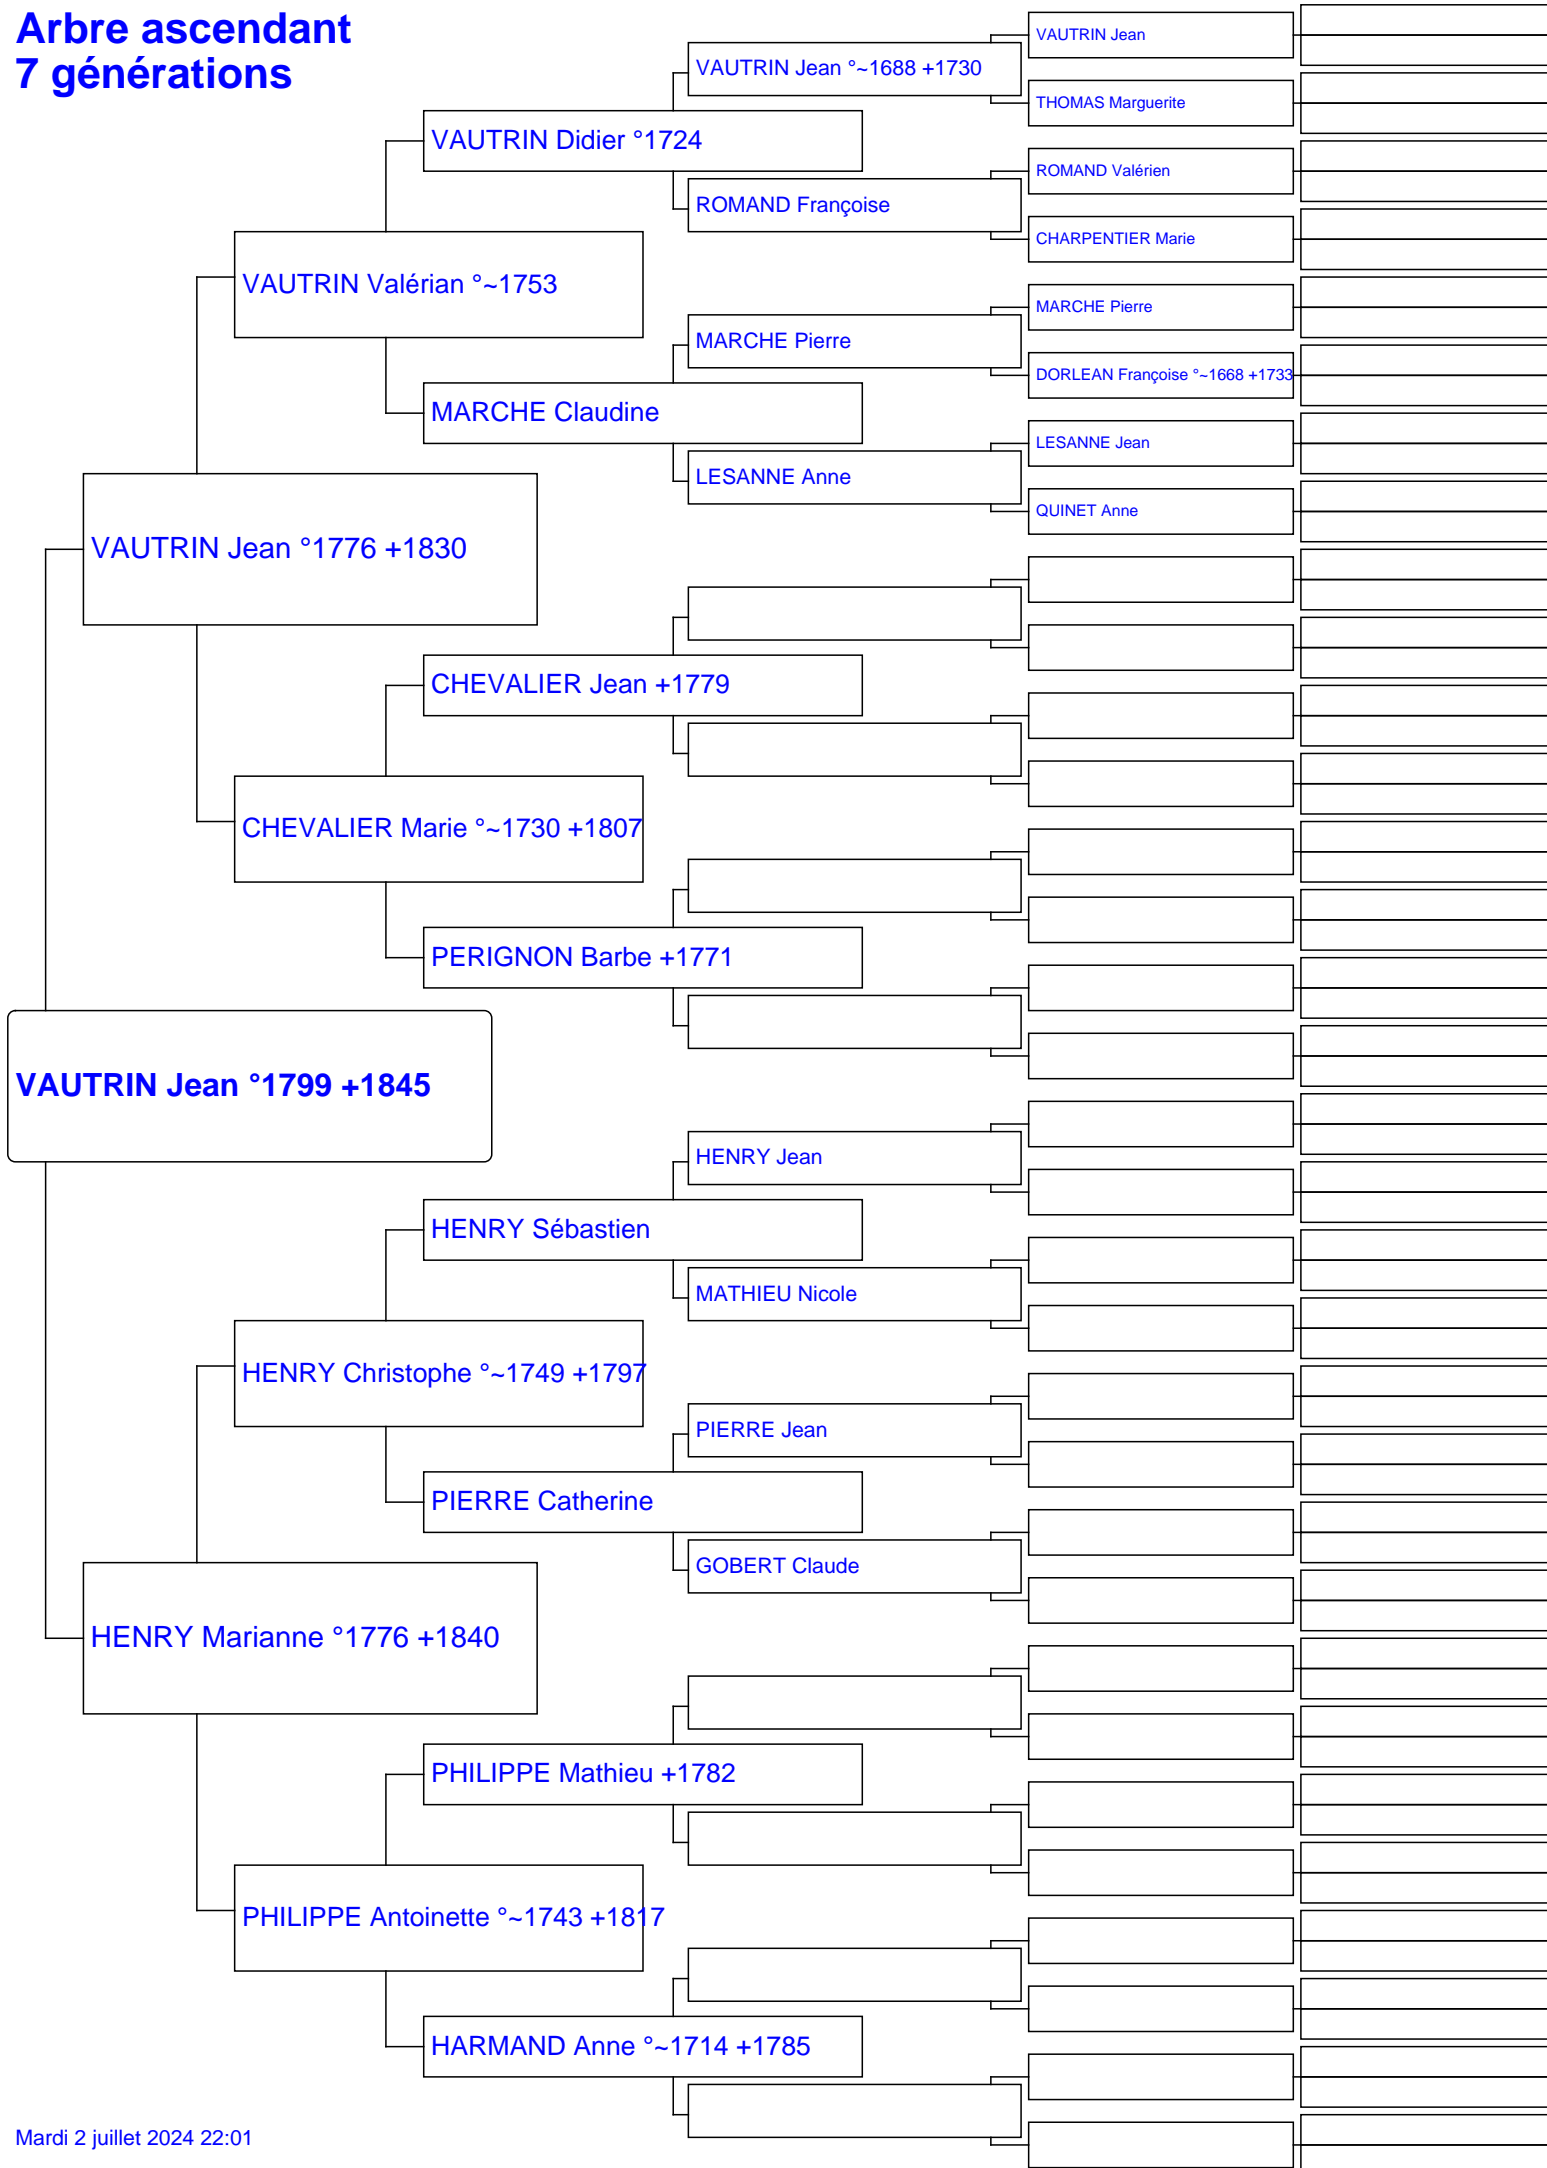 Arbre ascendant
7 générations
VAUTRIN Jean
VAUTRIN Jean °~1688 +1730
THOMAS Marguerite
VAUTRIN Didier °1724
ROMAND Valérien
ROMAND Françoise
CHARPENTIER Marie
VAUTRIN Valérian °~1753
MARCHE Pierre
MARCHE Pierre
DORLEAN Françoise °~1668 +1733
MARCHE Claudine
LESANNE Jean
LESANNE Anne
QUINET Anne
VAUTRIN Jean °1776 +1830
CHEVALIER Jean +1779
CHEVALIER Marie °~1730 +1807
PERIGNON Barbe +1771
VAUTRIN Jean °1799 +1845
HENRY Jean
HENRY Sébastien
MATHIEU Nicole
HENRY Christophe °~1749 +1797
PIERRE Jean
PIERRE Catherine
GOBERT Claude
HENRY Marianne °1776 +1840
PHILIPPE Mathieu +1782
PHILIPPE Antoinette °~1743 +1817
HARMAND Anne °~1714 +1785
Mardi 2 juillet 2024 22:01